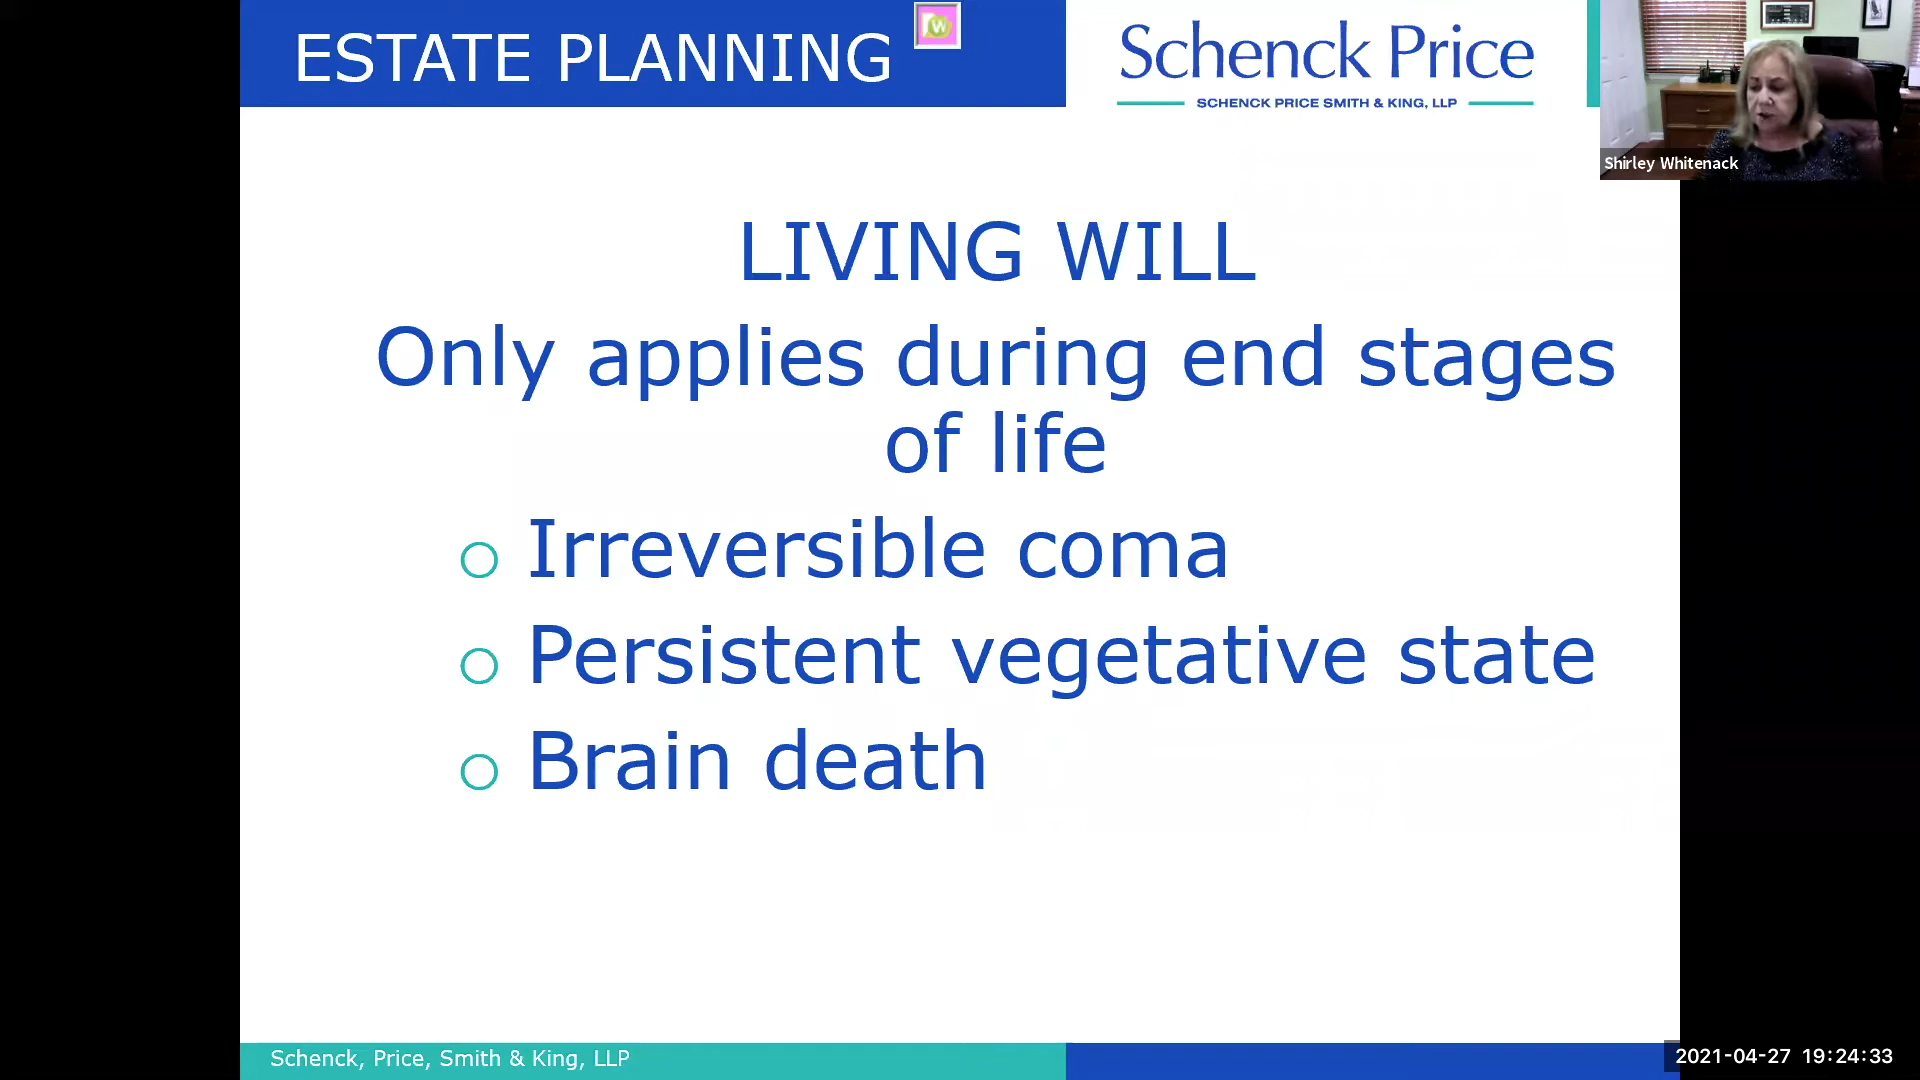 ESTATE PLANNING
W
Schenck Price
SCHENCK PRICE SMITH & KING, LLP
Shirley Whitenack
LIVING WILL
Only applies during end stages
of life
Irreversible coma
Persistent vegetative state
Brain death
Schenck, Price, Smith & King, LLP
2021-04-27 19:24:33